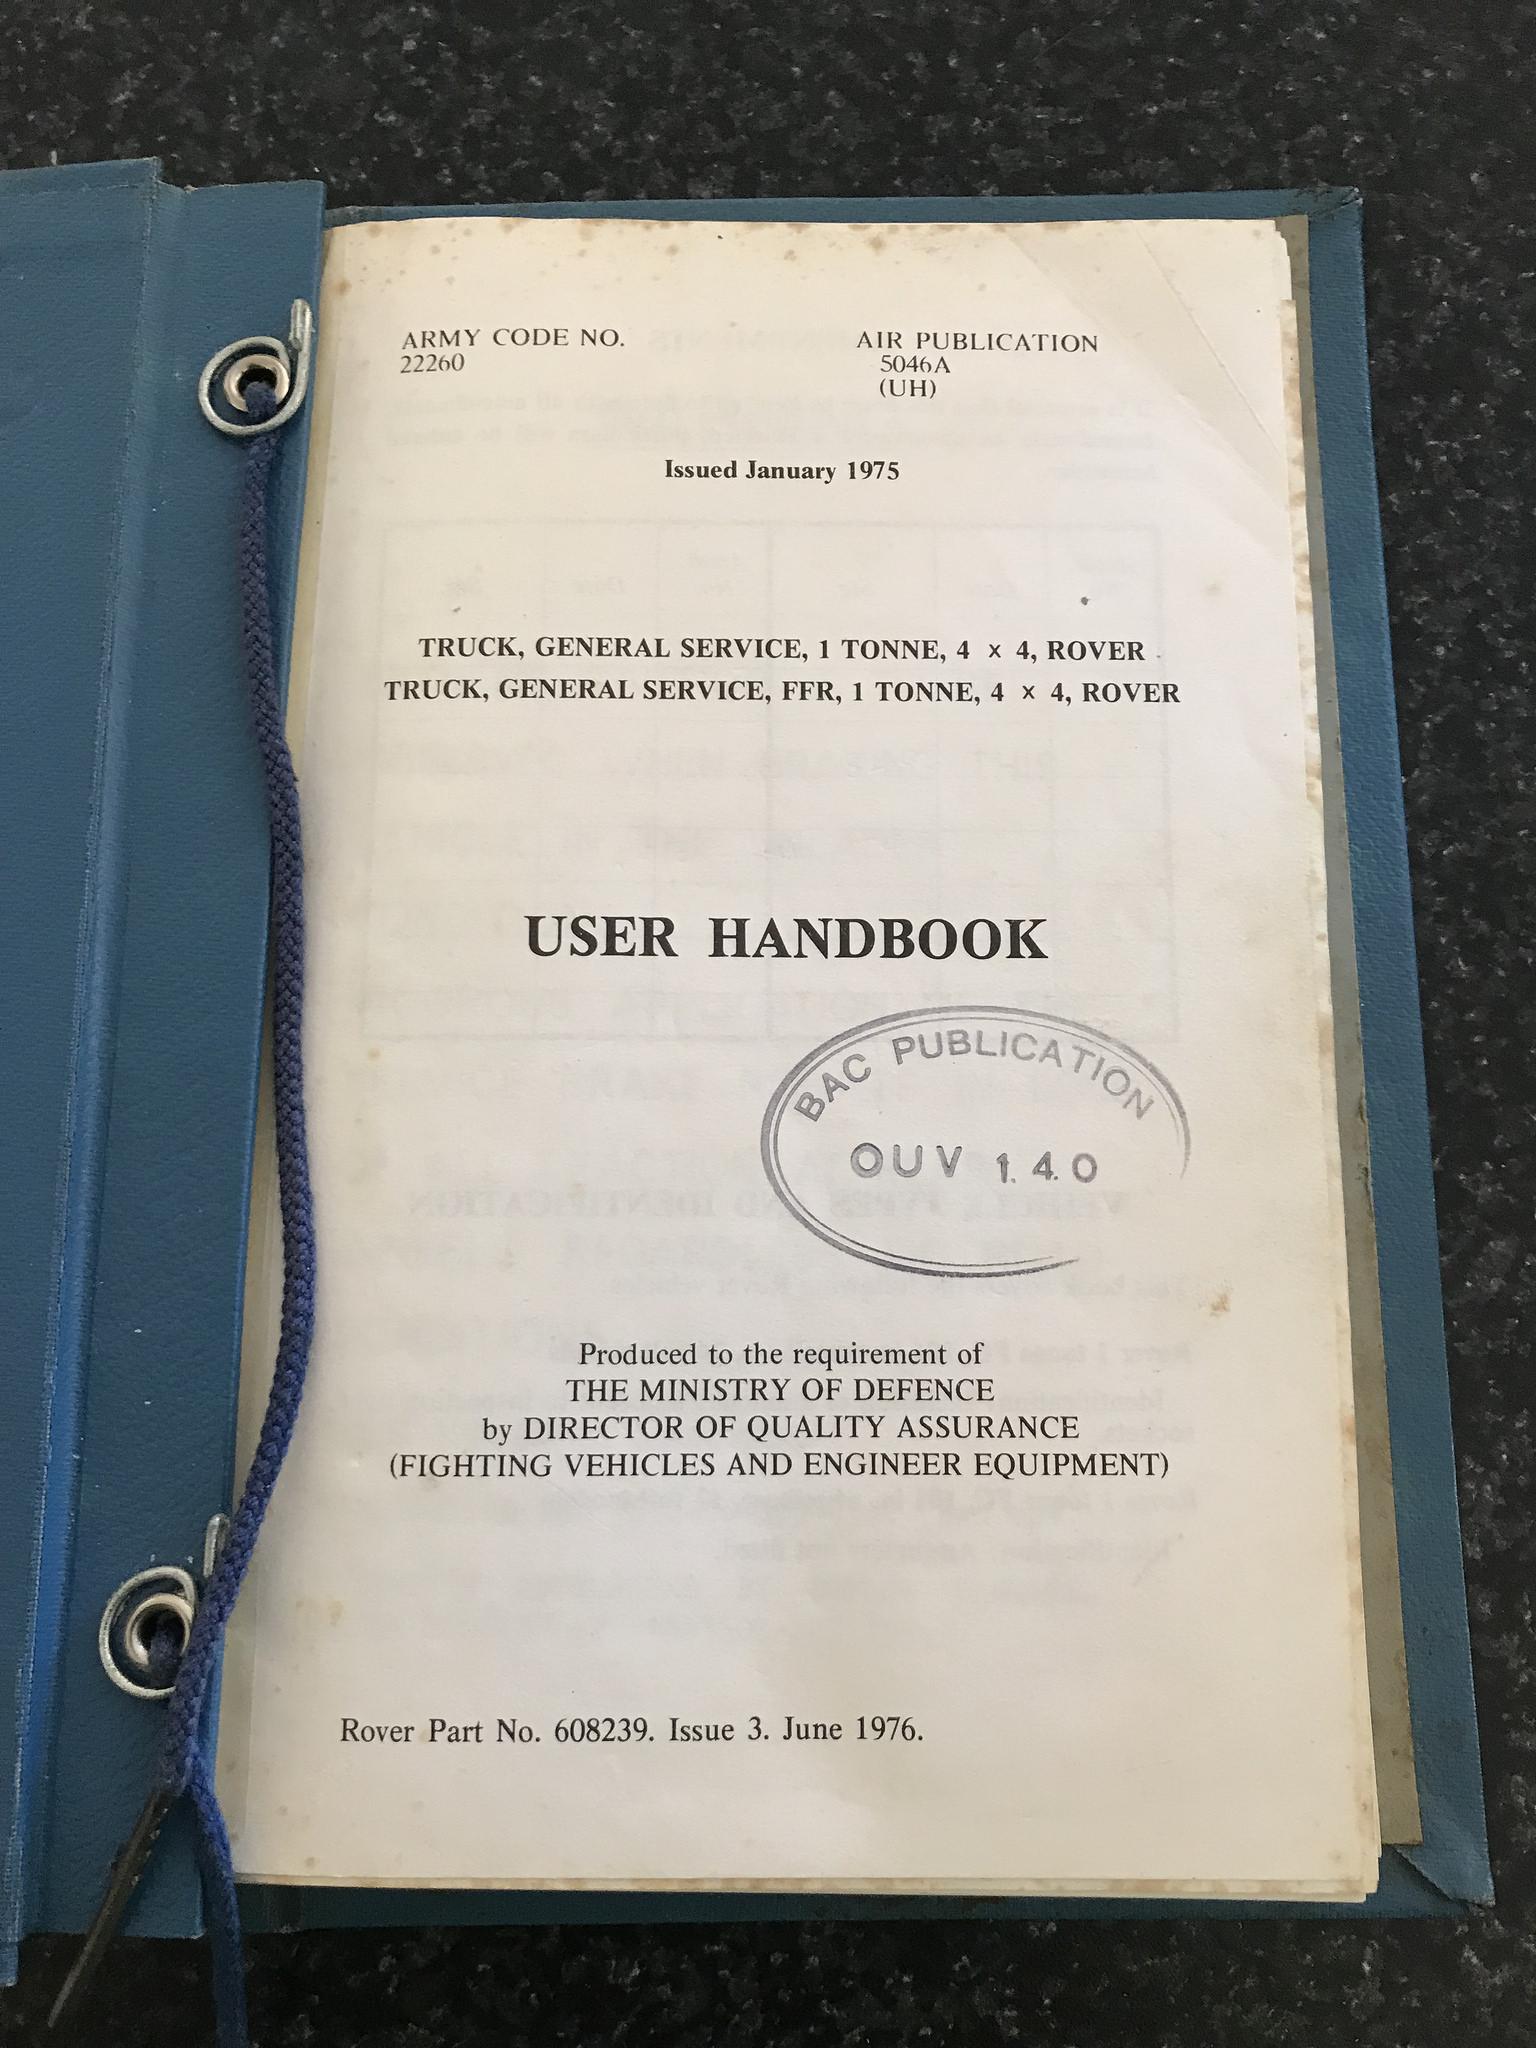 ARMY CODE NO.
22260
AIR PUBLICATION
5046A
(UH)
Issued January 1975
TRUCK, GENERAL SERVICE, 1 TONNE, 4 × 4, ROVER
TRUCK, GENERAL SERVICE, FFR, 1 TONNE, 4 × 4, ROVER
USER HANDBOOK
BAC PUBLICATION
OUV 1.4.0
Produced to the requirement of
THE MINISTRY OF DEFENCE
by DIRECTOR OF QUALITY ASSURANCE
(FIGHTING VEHICLES AND ENGINEER EQUIPMENT)
Rover Part No. 608239. Issue 3. June 1976.